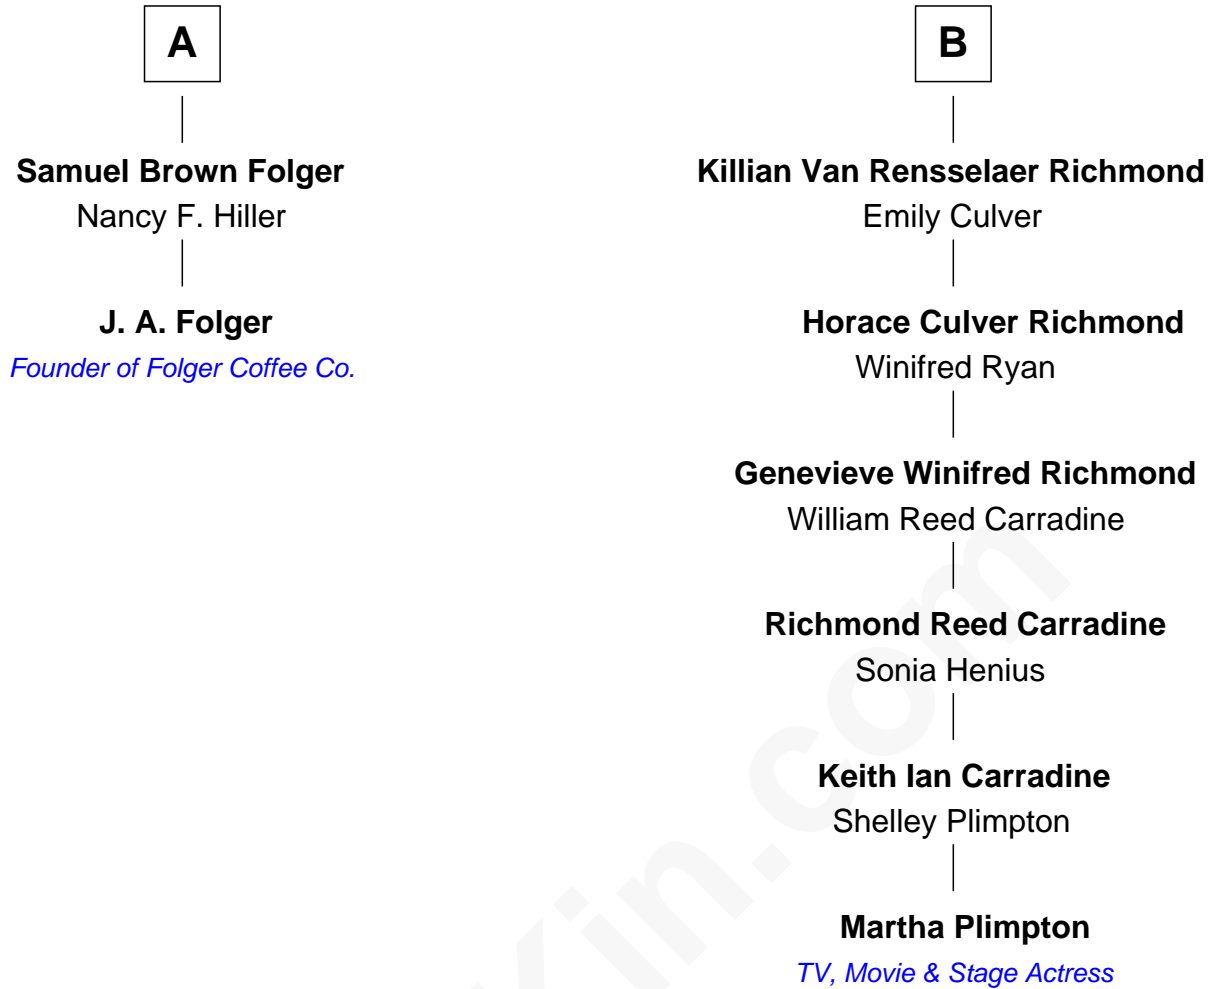 A
Samuel Brown Folger
Nancy F. Hiller
J. A. Folger
Founder of Folger Coffee Co.
B
Killian Van Rensselaer Richmond
Emily Culver
Horace Culver Richmond
Winifred Ryan
Genevieve Winifred Richmond
William Reed Carradine
Richmond Reed Carradine
Sonia Henius
Keith Ian Carradine
Shelley Plimpton
Martha Plimpton
TV, Movie & Stage Actress
Kin.com